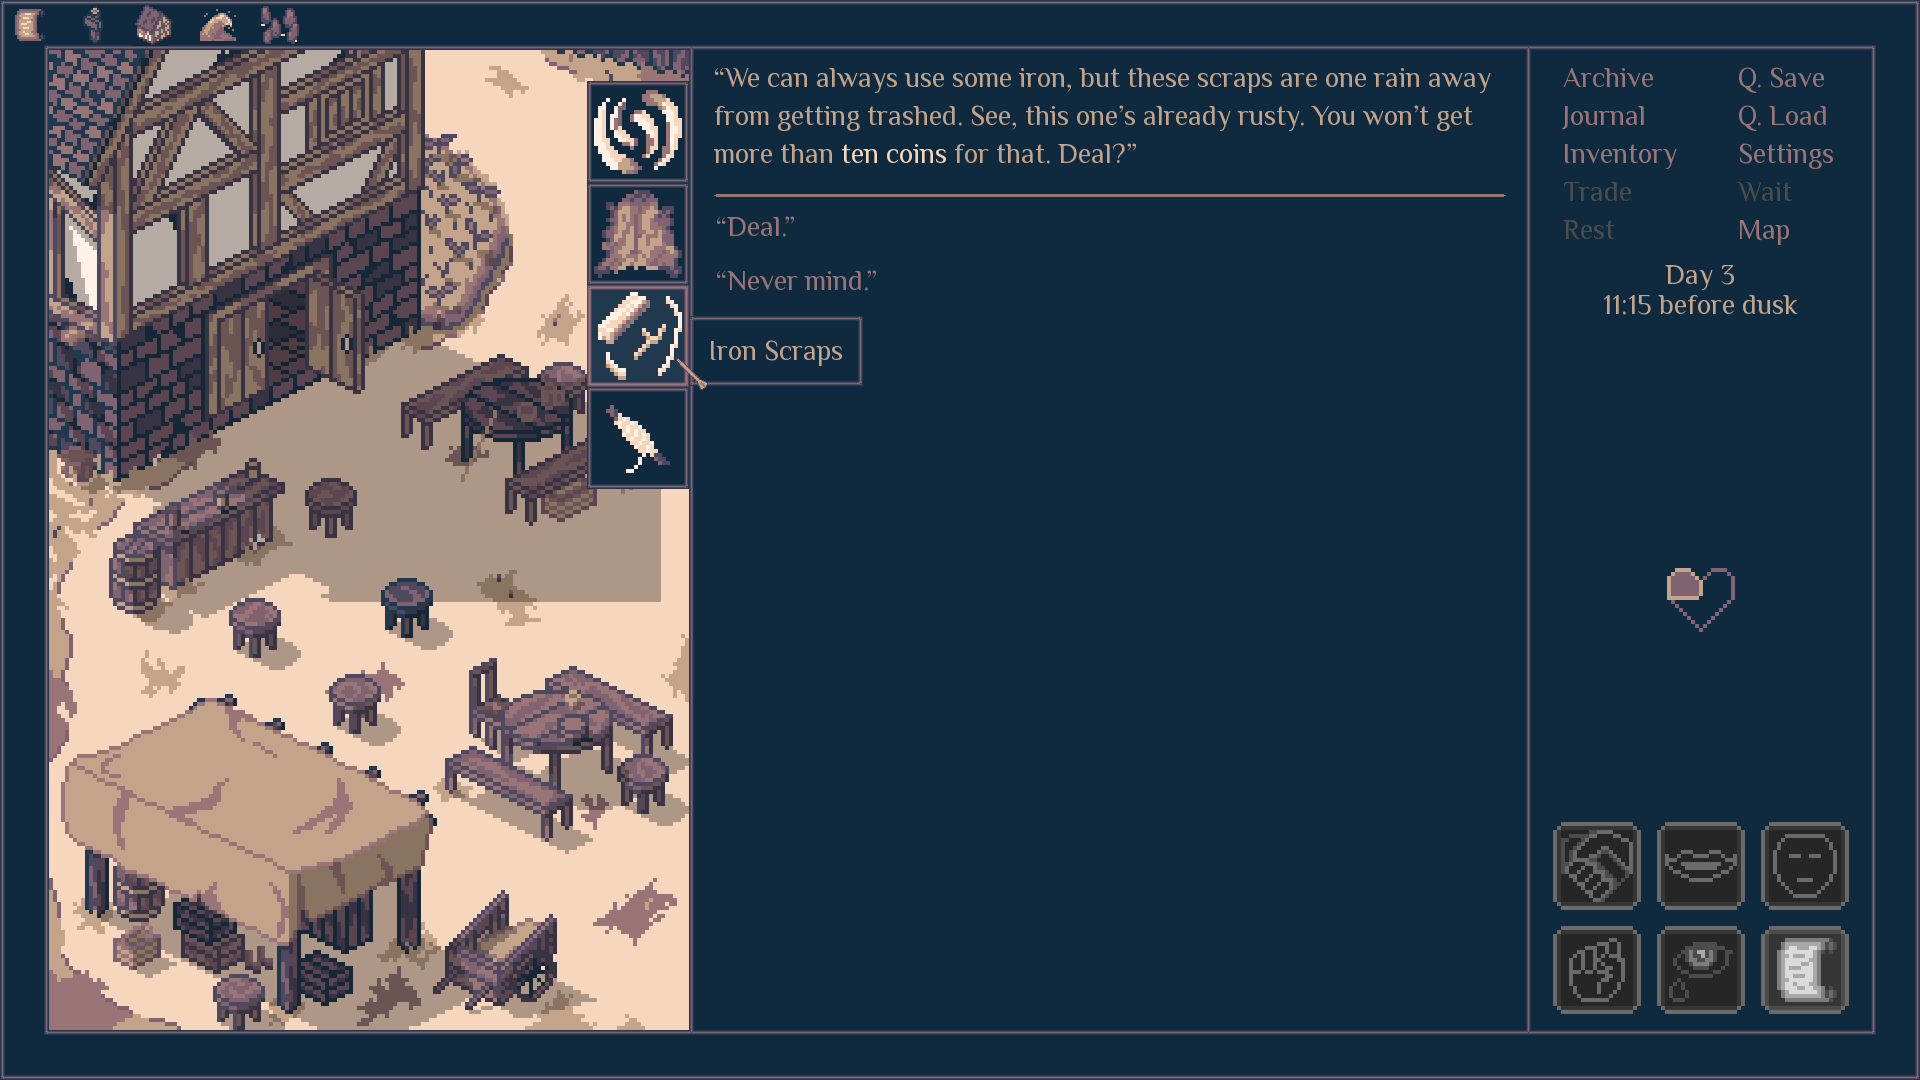 “We can always use some iron, but these scraps are one rain away
from getting trashed. See, this one’s already rusty. You won’t get
more than ten coins for that. Deal?”
“Deal.”
“Never mind.”
Iron Scraps
Archive
Q. Save
Journal
Q. Load
Inventory
Settings
Trade
Wait
Rest
Map
Day 3
11:15 before dusk